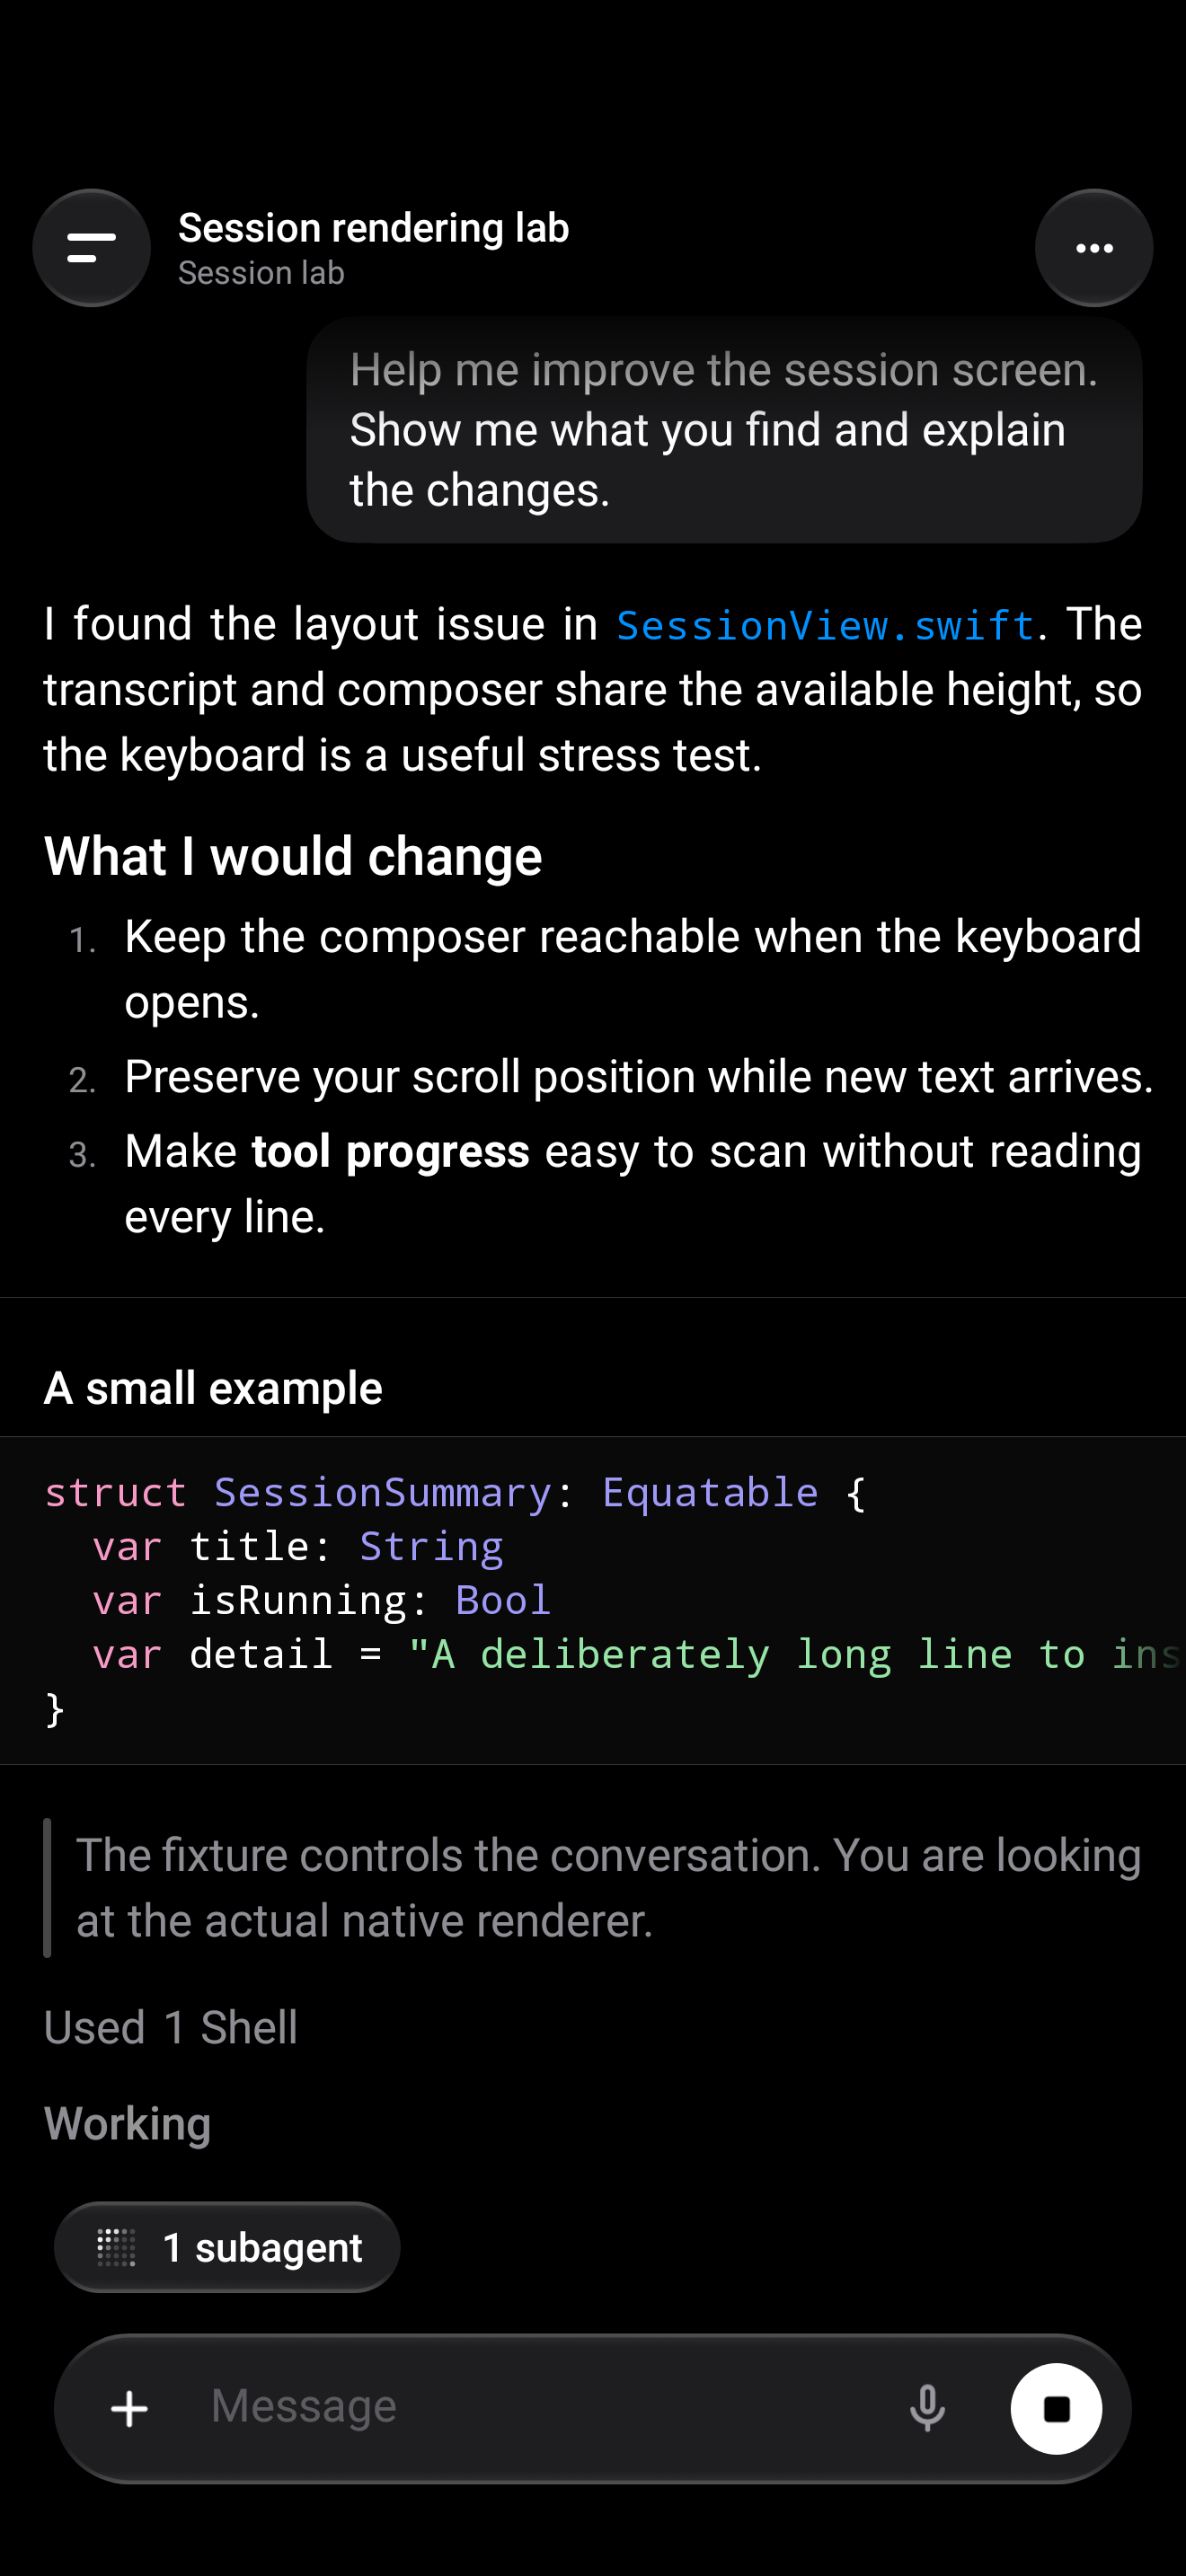 Session rendering lab
Session lab
Help me improve the session screen.
Show me what you find and explain
the changes.
I found the layout issue in SessionView.swift. The
transcript and composer share the available height, so
the keyboard is a useful stress test.
What I would change
1. Keep the composer reachable when the keyboard
opens.
2. Preserve your scroll position while new text arrives.
3. Make tool progress easy to scan without reading
every line.
A small example
struct SessionSummary: Equatable {
  var title: String
  var isRunning: Bool
  var detail = "A deliberately long line to ins
}
The fixture controls the conversation. You are looking
at the actual native renderer.
Used 1 Shell
Working
1 subagent
Message